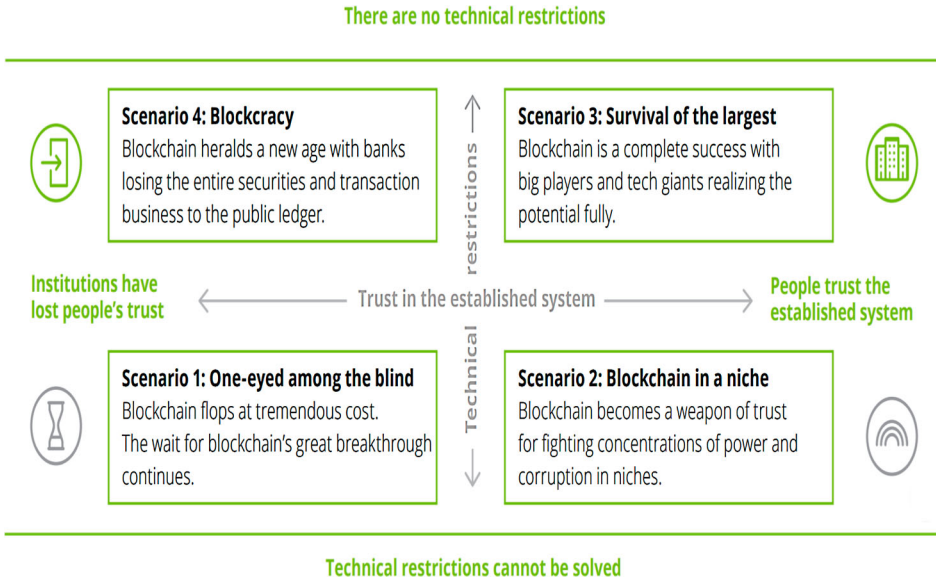 There are no technical restrictions
Scenario 4: Blockcracy
Blockchain heralds a new age with banks
losing the entire securities and transaction
business to the public ledger.
Scenario 3: Survival of the largest
Blockchain is a complete success with
big players and tech giants realizing the
potential fully.
Institutions have
lost people's trust
Trust in the established system
People trust the
established system
Technical restrictions
Scenario 1: One-eyed among the blind
Blockchain flops at tremendous cost.
The wait for blockchain's great breakthrough
continues.
Scenario 2: Blockchain in a niche
Blockchain becomes a weapon of trust
for fighting concentrations of power and
corruption in niches.
Technical restrictions cannot be solved